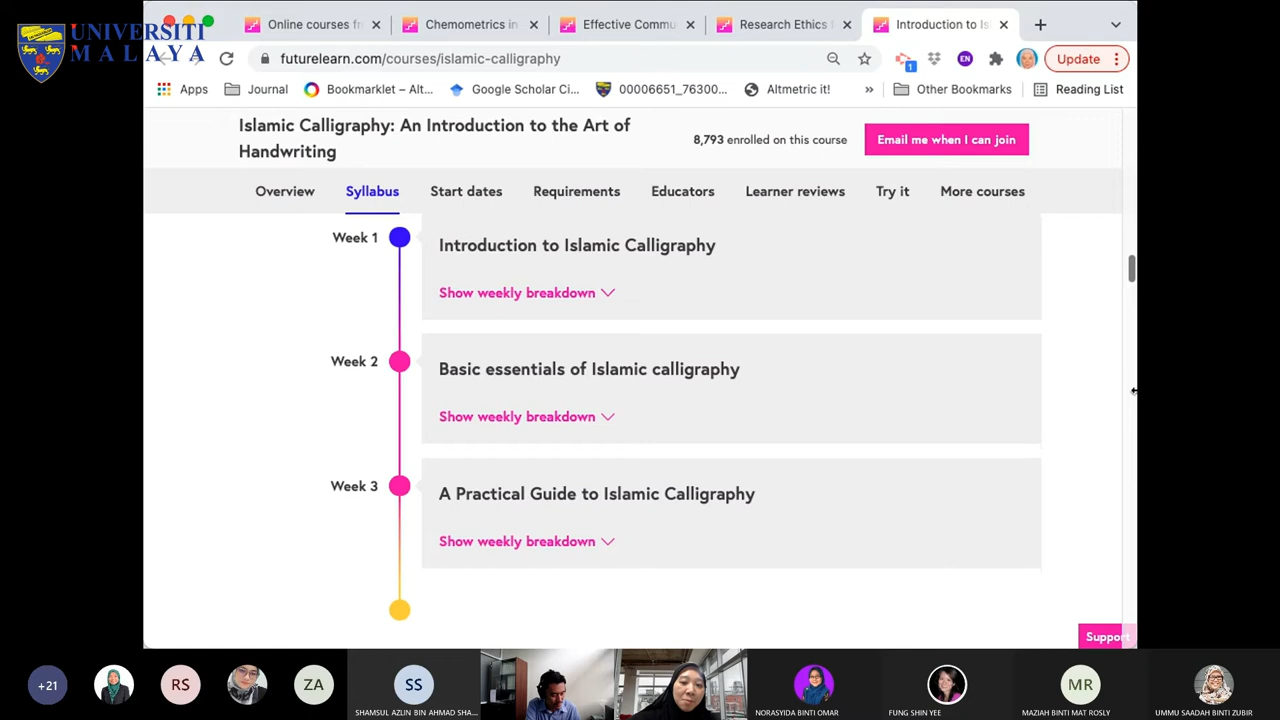 UNIVERSITI
MALAYA
Online courses fr
Chemometrics in
Effective Commu
Research Ethics
Introduction to Is
futurelearn.com/courses/islamic-calligraphy
1
EN
Update
Apps
Journal
Bookmarklet – Alt...
Google Scholar Ci...
00006651_76300...
Altmetric it!
»
Other Bookmarks
Reading List
Islamic Calligraphy: An Introduction to the Art of
Handwriting
8,793 enrolled on this course
Email me when I can join
Overview
Syllabus
Start dates
Requirements
Educators
Learner reviews
Try it
More courses
Week 1
Introduction to Islamic Calligraphy
Show weekly breakdown
Week 2
Basic essentials of Islamic calligraphy
Show weekly breakdown
Week 3
A Practical Guide to Islamic Calligraphy
Show weekly breakdown
Support
+21
RS
ZA
SS
SHAMSUL AZLIN BIN AHMAD SHA...
NORASYIDA BINTI OMAR
FUNG SHIN YEE
MR
MAZIAH BINTI MAT ROSLY
UMMU SAADAH BINTI ZUBIR